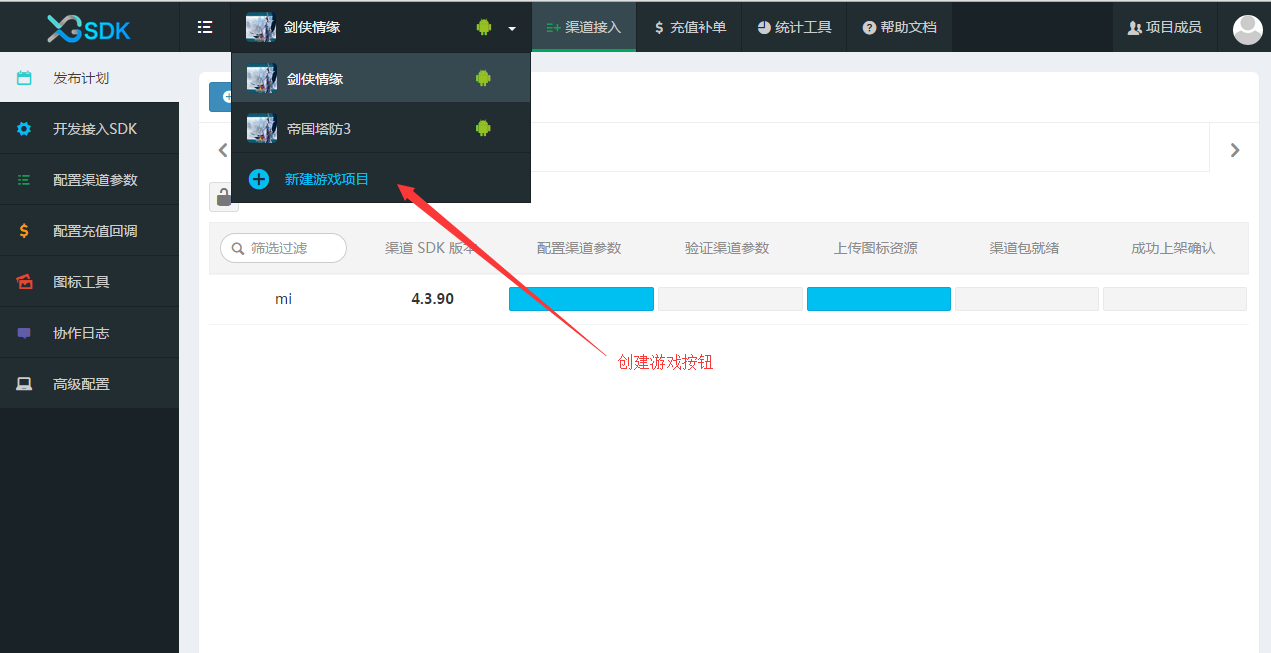 XGSDK
剑侠情缘
渠道接入
$ 充值补单
统计工具
帮助文档
项目成员
剑侠情缘
帝国塔防3
新建游戏项目
发布计划
开发接入SDK
配置渠道参数
配置充值回调
图标工具
协作日志
高级配置
筛选过滤
渠道 SDK 版本
配置渠道参数
验证渠道参数
上传图标资源
渠道包就绪
成功上架确认
mi
4.3.90
创建游戏按钮